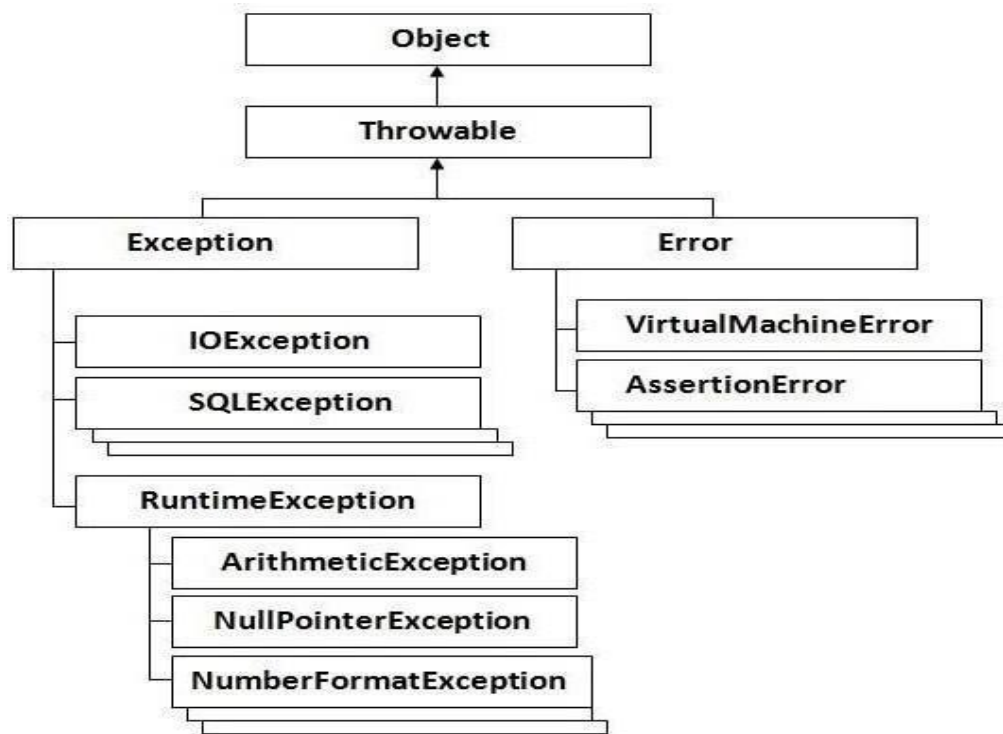 Object
Throwable
Exception
Error
IOException
SQLException
RuntimeException
ArithmeticException
NullPointerException
NumberFormatException
VirtualMachineError
AssertionError